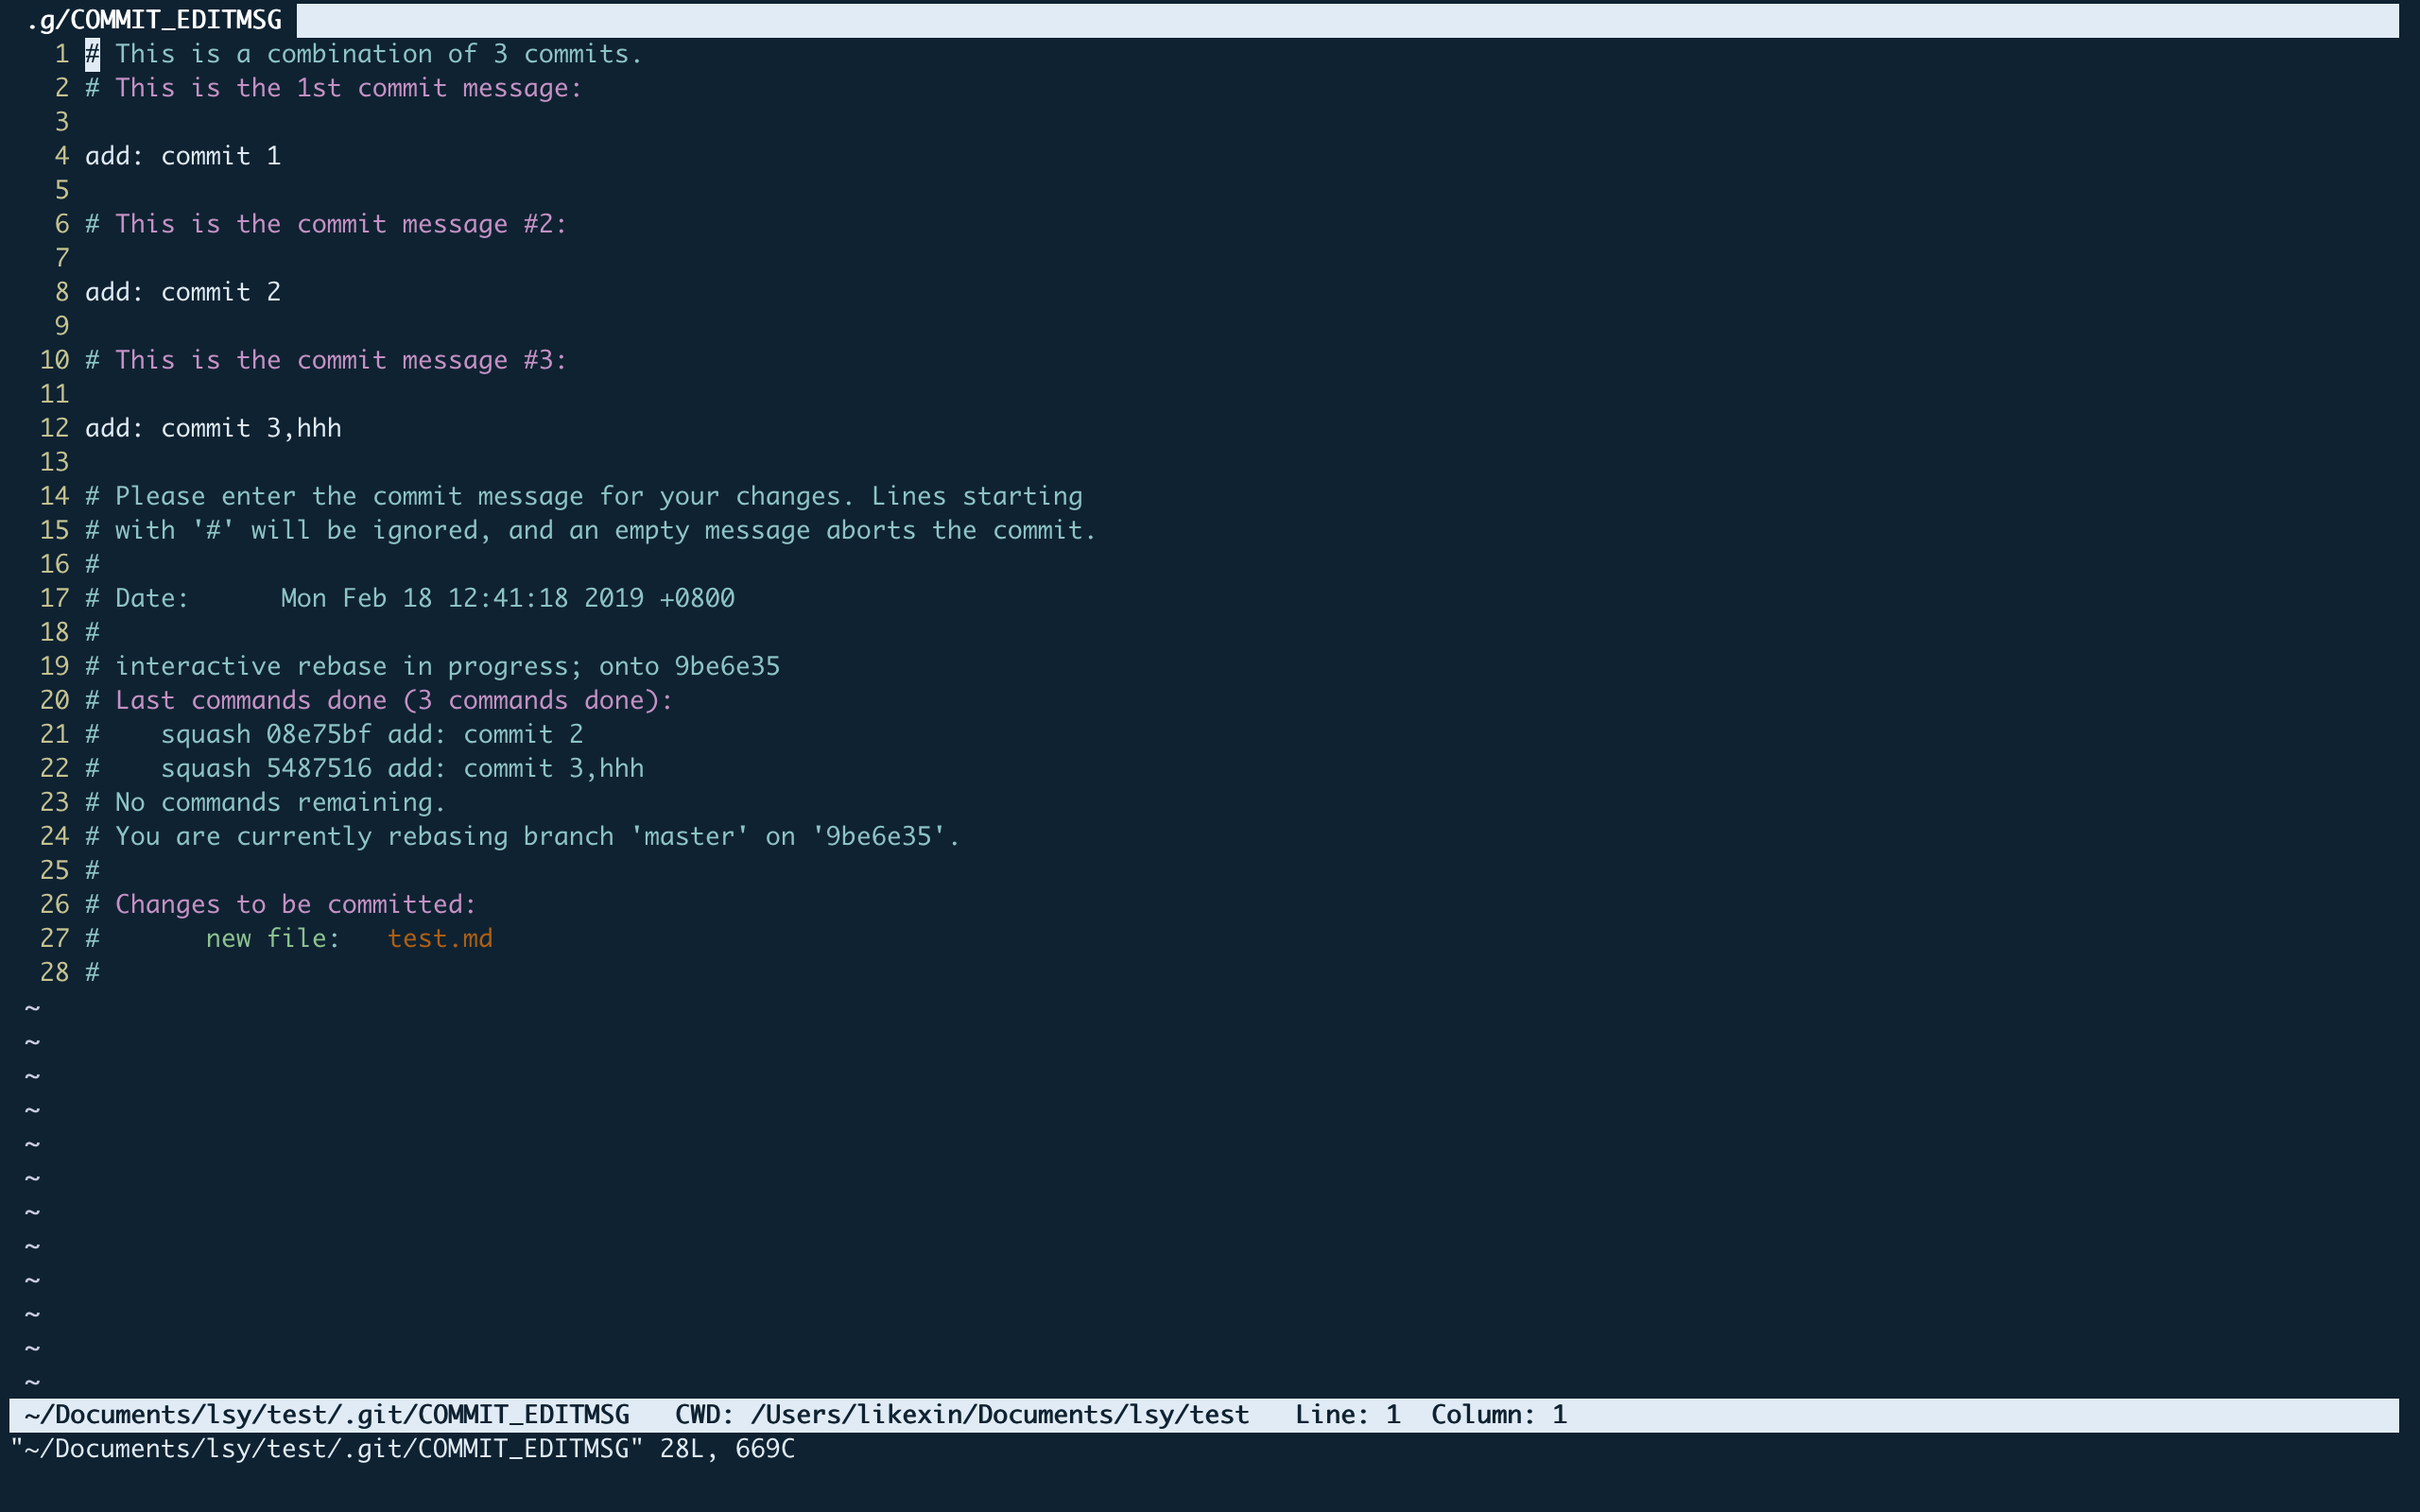 .g/COMMIT_EDITMSG
1 # This is a combination of 3 commits.
2 # This is the 1st commit message:
3
4 add: commit 1
5
6 # This is the commit message #2:
7
8 add: commit 2
9
10 # This is the commit message #3:
11
12 add: commit 3,hhh
13
14 # Please enter the commit message for your changes. Lines starting
15 # with '#' will be ignored, and an empty message aborts the commit.
16 #
17 # Date:      Mon Feb 18 12:41:18 2019 +0800
18 #
19 # interactive rebase in progress; onto 9be6e35
20 # Last commands done (3 commands done):
21 #    squash 08e75bf add: commit 2
22 #    squash 5487516 add: commit 3,hhh
23 # No commands remaining.
24 # You are currently rebasing branch 'master' on '9be6e35'.
25 #
26 # Changes to be committed:
27 #       new file:   test.md
28 #
~
~
~
~
~
~
~
~
~
~
~
~
~/Documents/lsy/test/.git/COMMIT_EDITMSG   CWD: /Users/likexin/Documents/lsy/test   Line: 1  Column: 1
"~/Documents/lsy/test/.git/COMMIT_EDITMSG" 28L, 669C